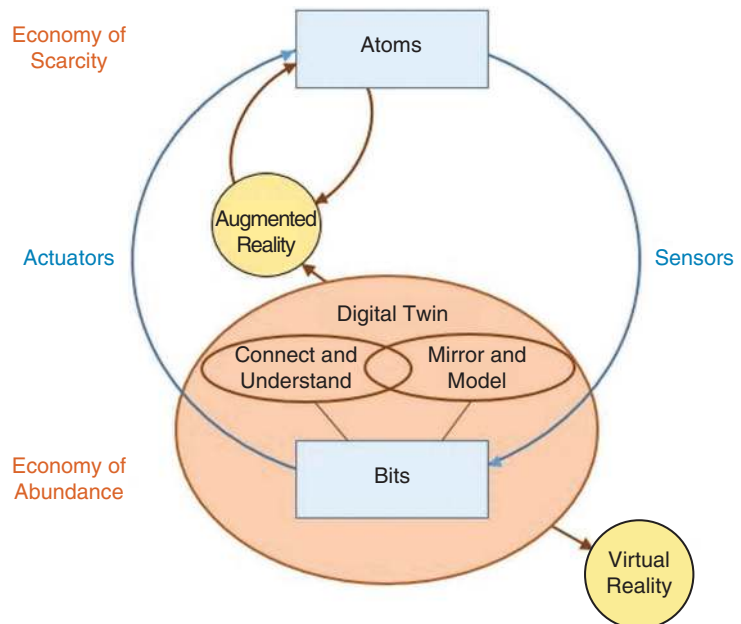 Economy of
Scarcity
Atoms
Augmented
Reality
Actuators
Sensors
Digital Twin
Connect and
Understand
Mirror and
Model
Economy of
Abundance
Bits
Virtual
Reality